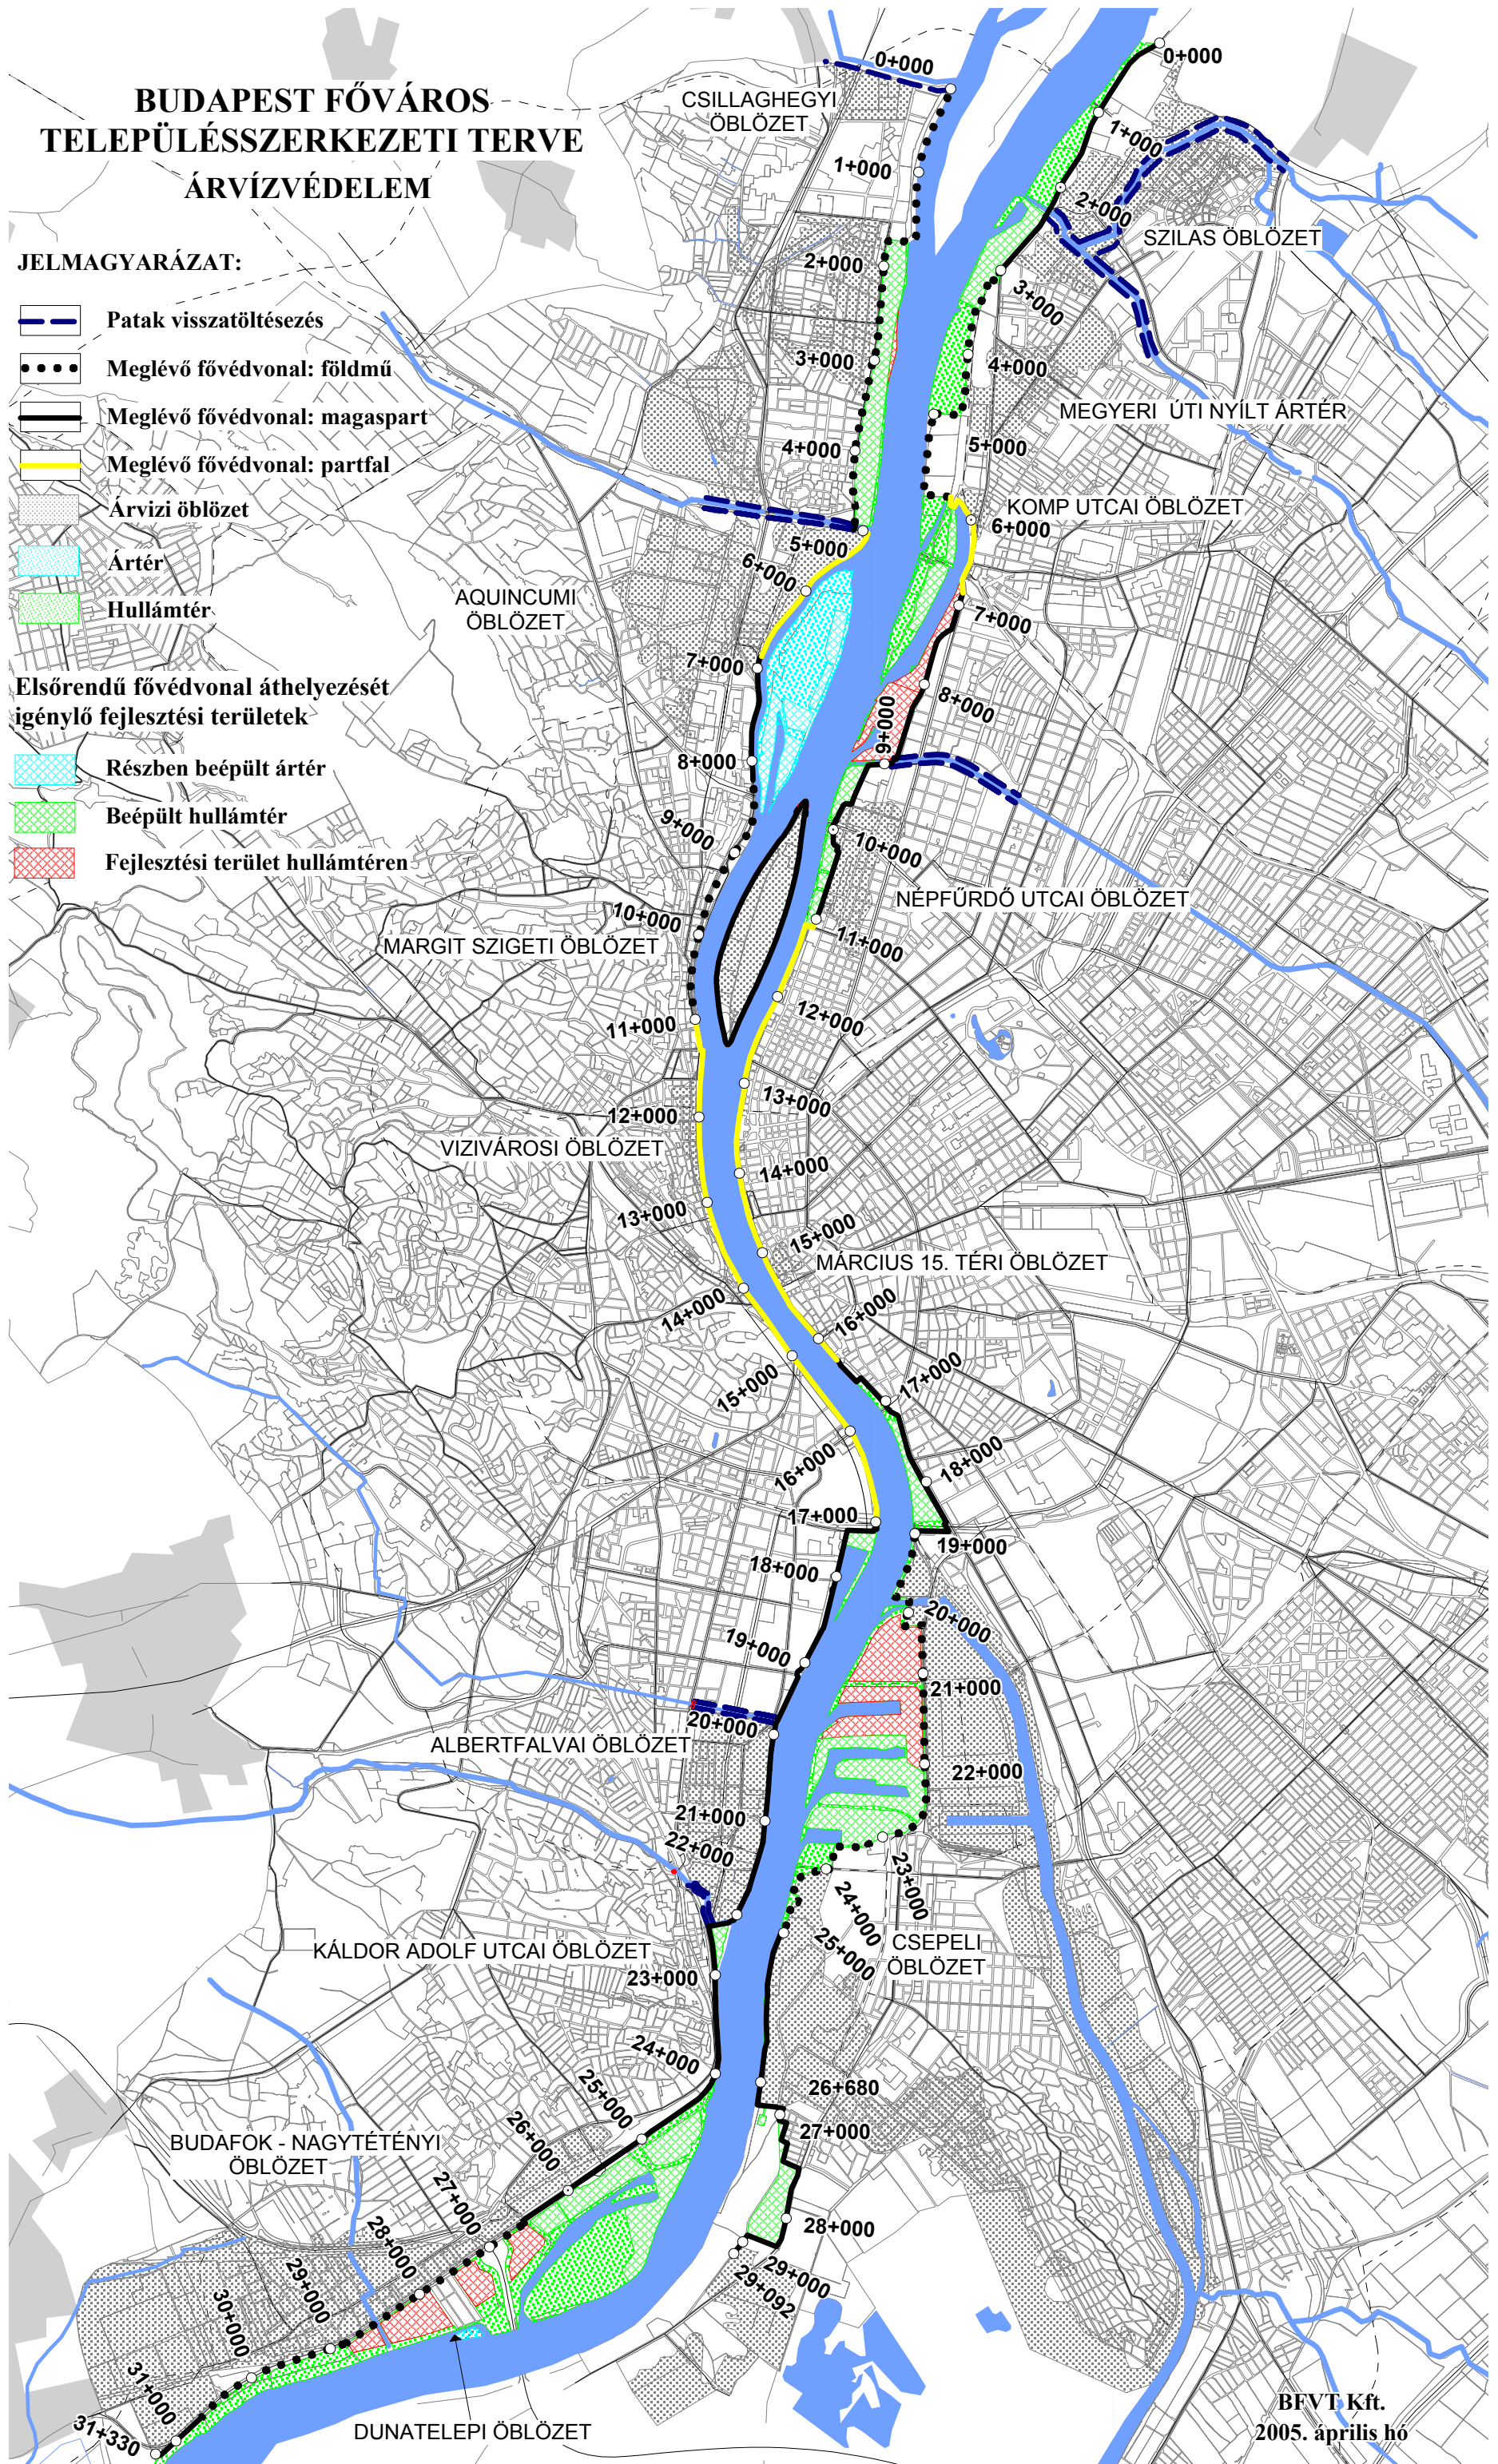 BUDAPEST FŐVÁROS
TELEPÜLÉSSZERKEZETI TERVE
ÁRVÍZVÉDELEM
JELMAGYARÁZAT:
Patak visszatöltésezés
Meglévő fővédvonal: földmű
Meglévő fővédvonal: magaspart
Meglévő fővédvonal: partfal
Árvizi öblözet
Ártér
Hullámtér
Elsőrendű fővédvonal áthelyezését
igénylő fejlesztési területek
Részben beépült ártér
Beépült hullámtér
Fejlesztési terület hullámtéren
CSILLAGHEGYI
ÖBLÖZET
0+000
1+000
2+000
3+000
4+000
5+000
6+000
AQUINCUMI
ÖBLÖZET
7+000
8+000
9+000
10+000
MARGIT SZIGETI ÖBLÖZET
11+000
12+000
VIZIVÁROSI ÖBLÖZET
13+000
14+000
15+000
16+000
17+000
18+000
19+000
20+000
ALBERTFALVAI ÖBLÖZET
21+000
22+000
KÁLDOR ADOLF UTCAI ÖBLÖZET
23+000
24+000
25+000
26+000
BUDAFOK - NAGYTÉTÉNYI
ÖBLÖZET
27+000
28+000
29+000
30+000
31+000
31+330
DUNATELEPI ÖBLÖZET
0+000
1+000
2+000
SZILAS ÖBLÖZET
3+000
4+000
MEGYERI ÚTI NYÍLT ÁRTÉR
5+000
KOMP UTCAI ÖBLÖZET
6+000
7+000
8+000
9+000
10+000
NÉPFÜRDŐ UTCAI ÖBLÖZET
11+000
12+000
13+000
14+000
15+000
MÁRCIUS 15. TÉRI ÖBLÖZET
16+000
17+000
18+000
19+000
20+000
21+000
22+000
23+000
24+000
25+000
CSEPELI
ÖBLÖZET
26+680
27+000
28+000
29+000
29+092
BFVT Kft.
2005. április hó